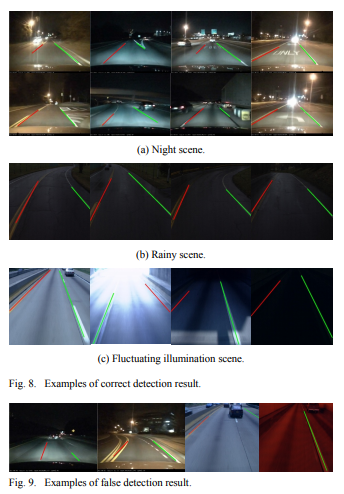 ONLY
(a) Night scene.
(b) Rainy scene.
(c) Fluctuating illumination scene.
Fig. 8. Examples of correct detection result.
Fig. 9. Examples of false detection result.